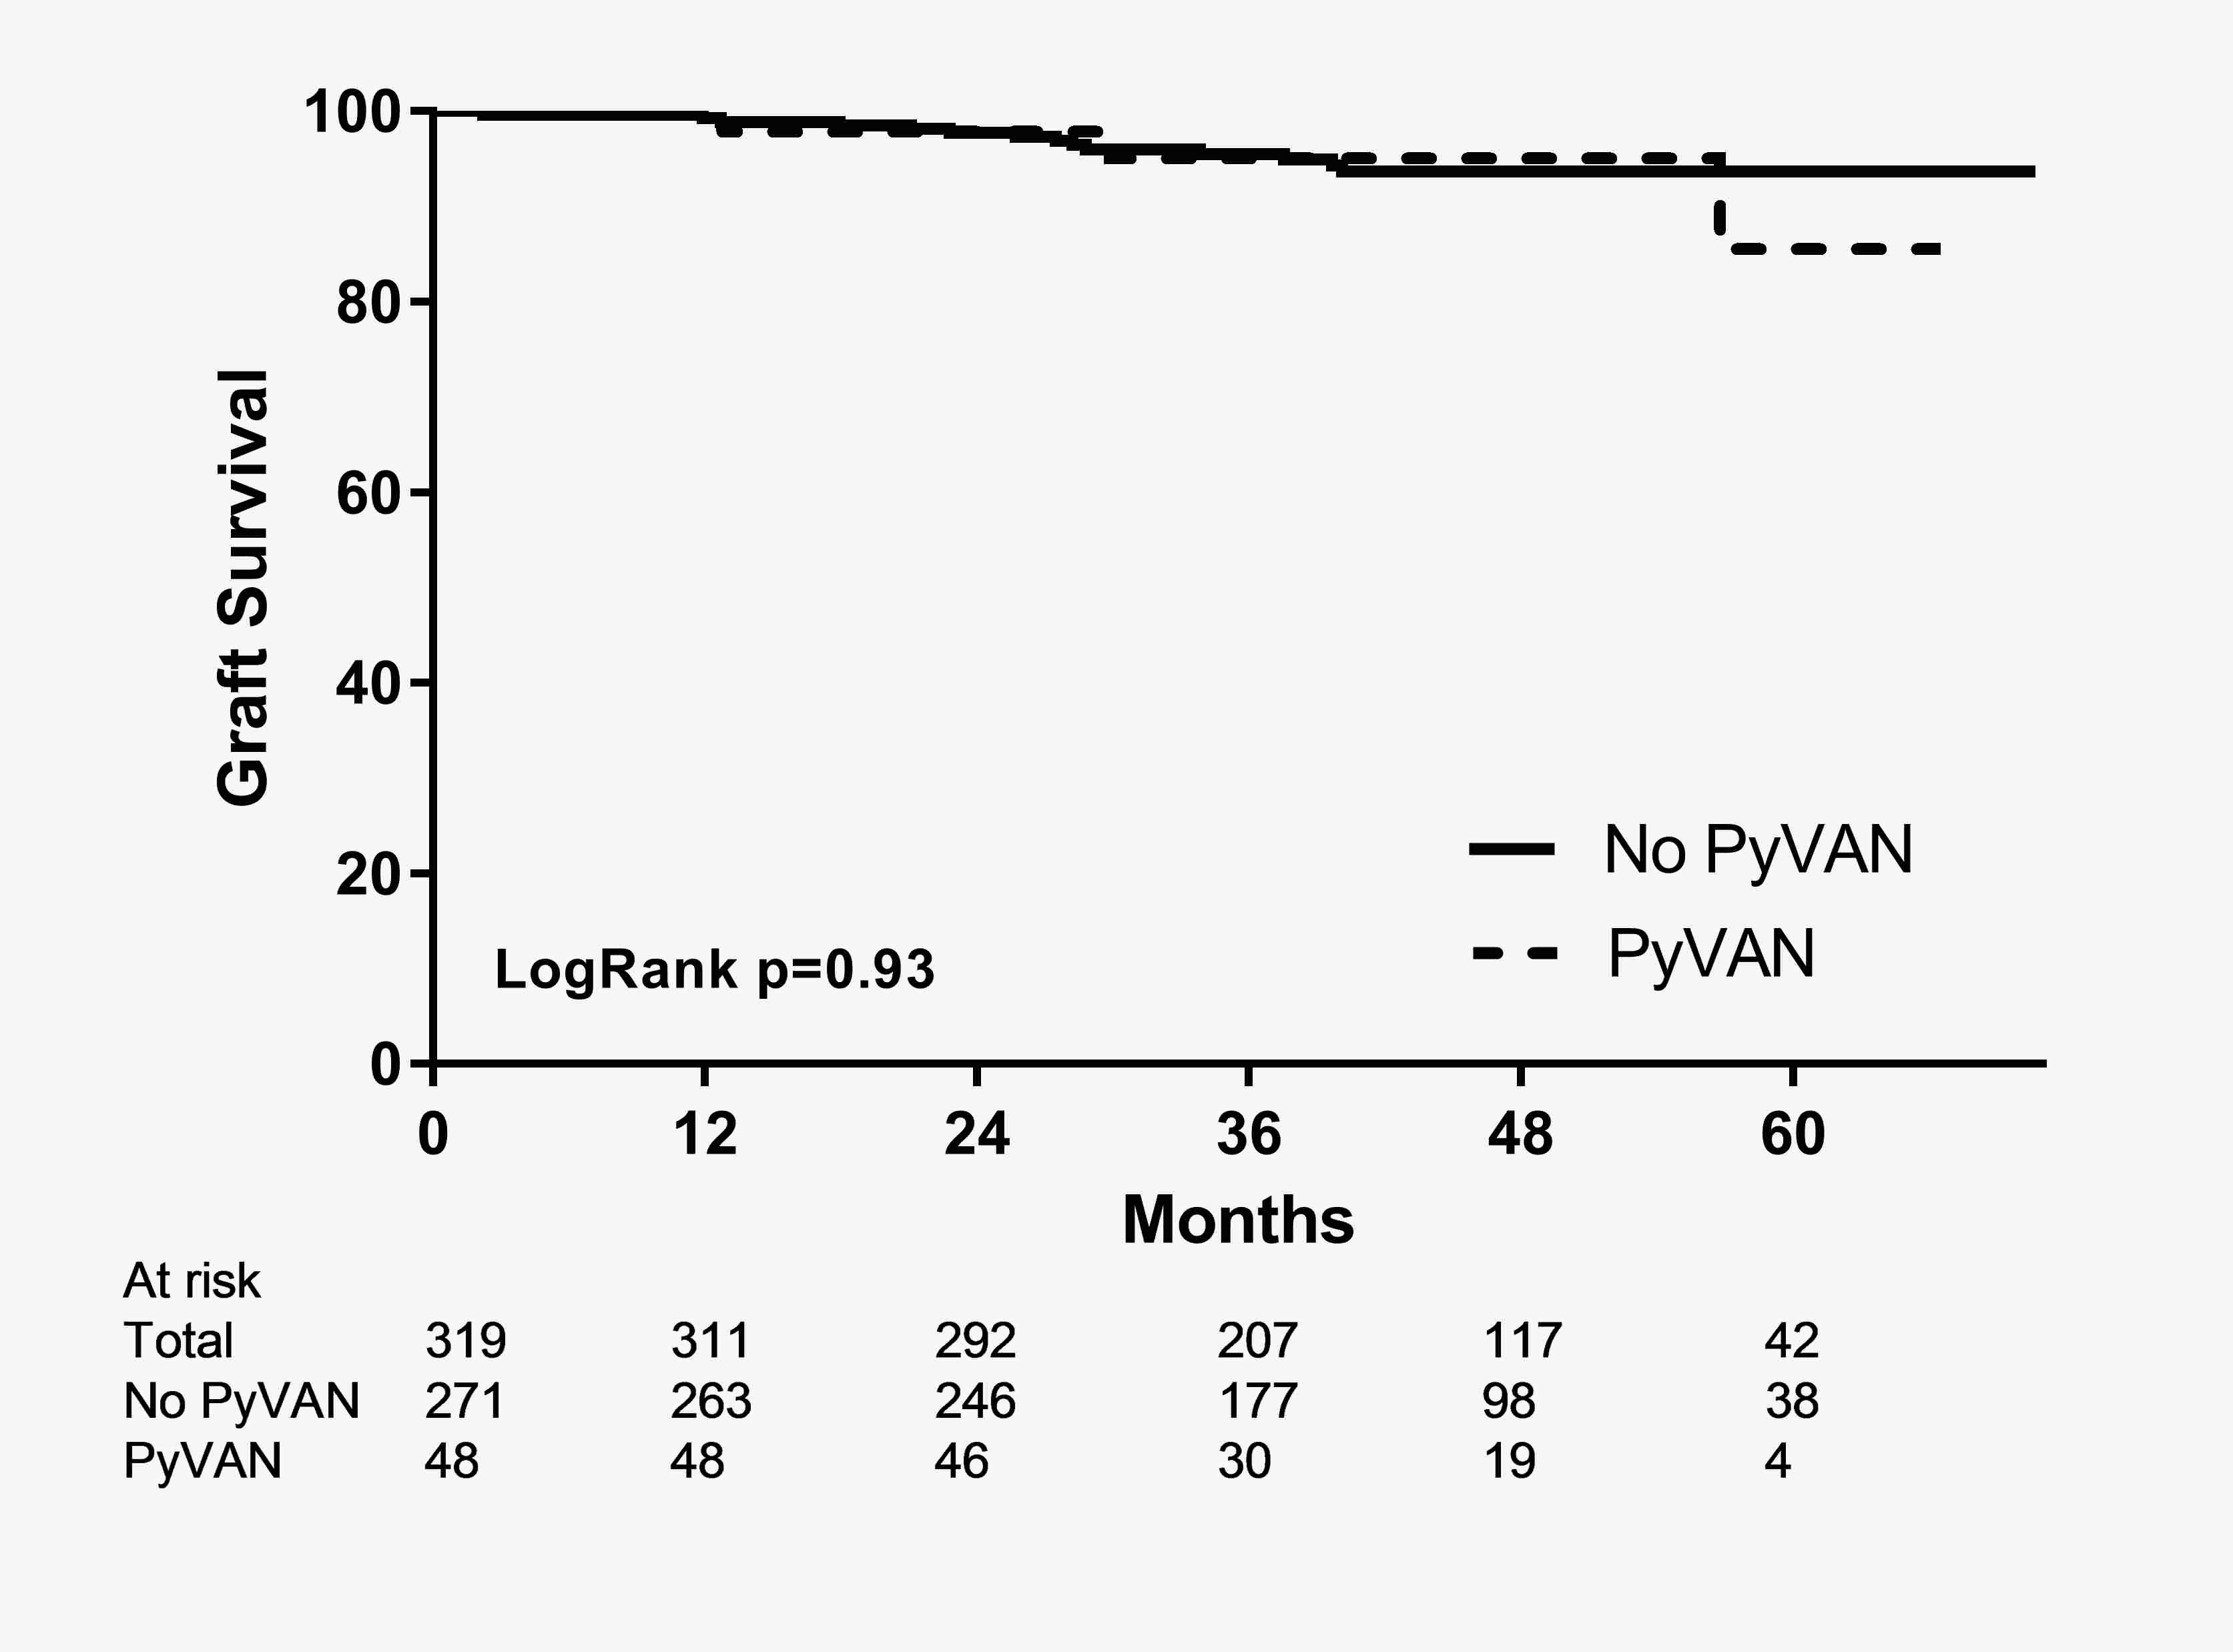 100
80
60
40
20
0
Graft Survival
No PyVAN
PyVAN
LogRank p=0.93
0 12 24 36 48 60
Months
At risk
Total 319 311 292 207 117 42
No PyVAN 271 263 246 177 98 38
PyVAN 48 48 46 30 19 4